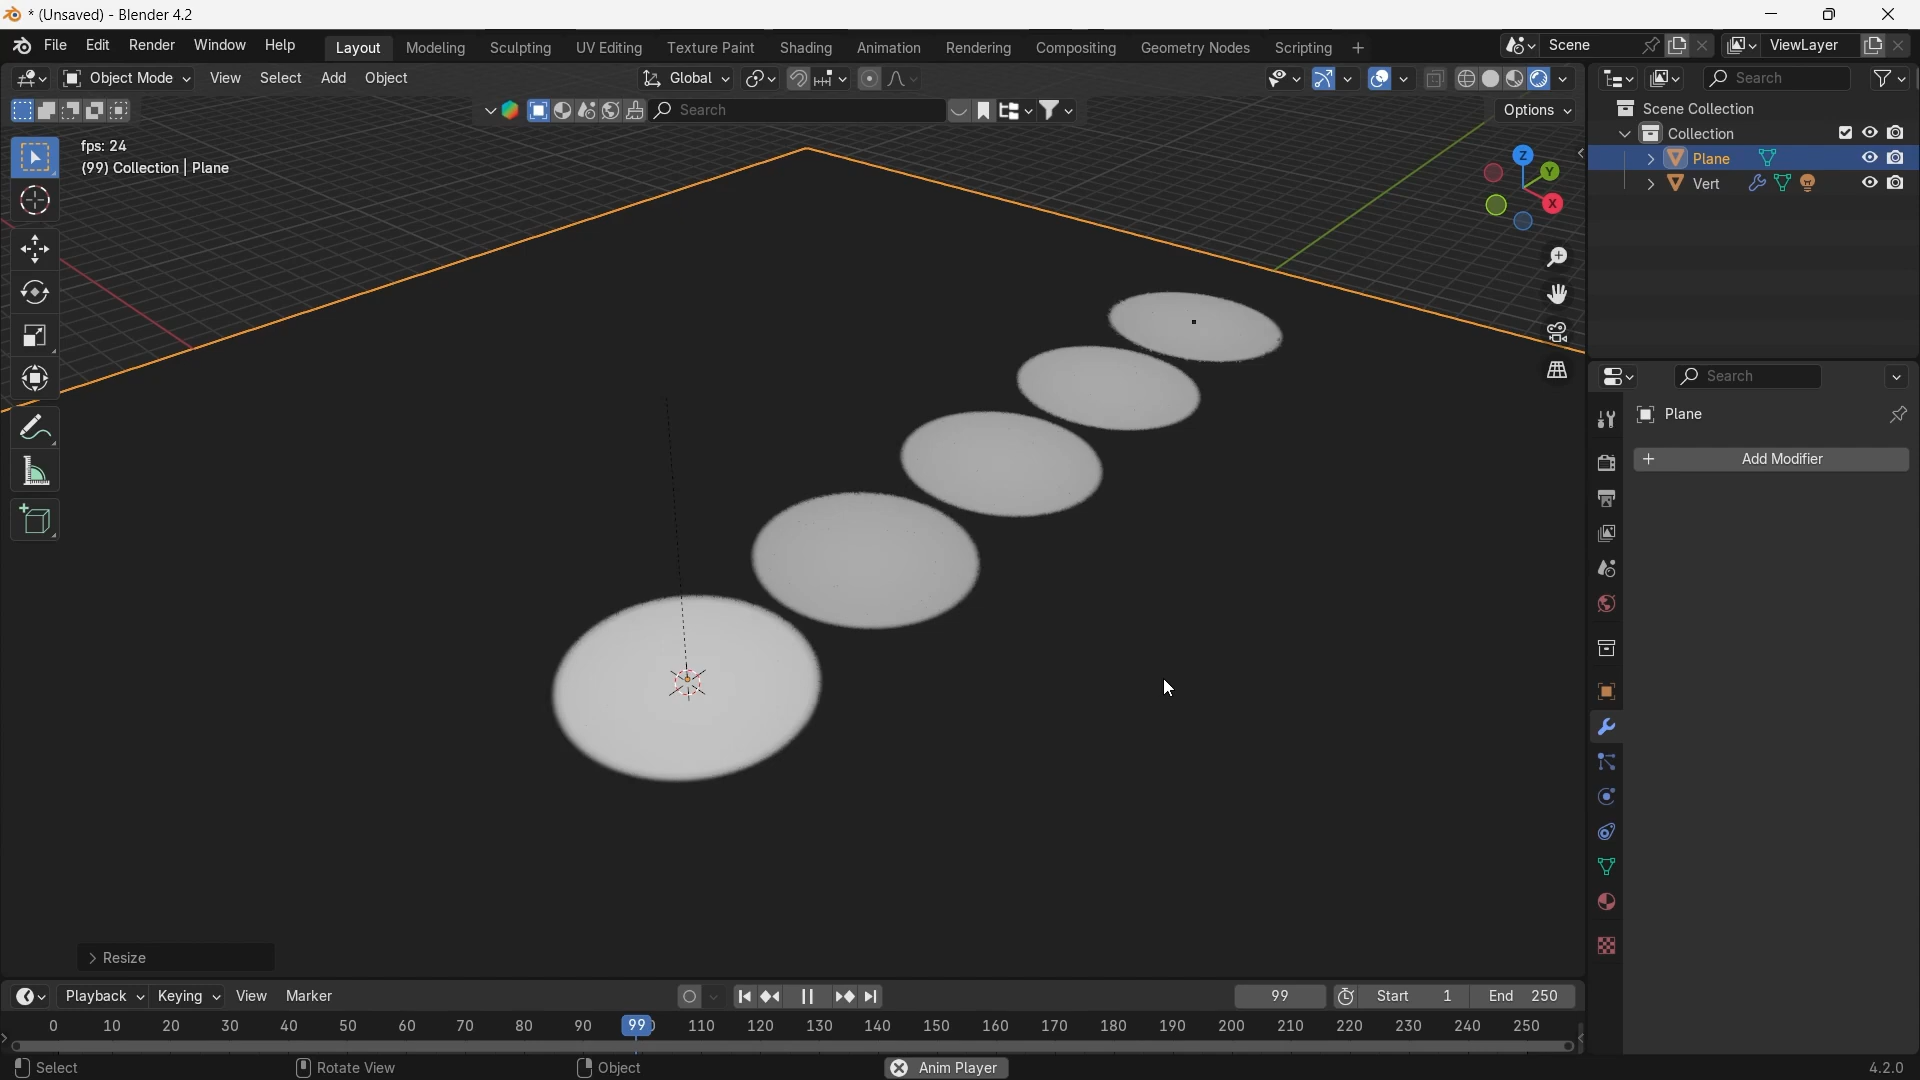 * (Unsaved) - Blender 4.2
File Edit Render Window Help Layout Modeling Sculpting UV Editing Texture Paint Shading Animation Rendering Compositing Geometry Nodes Scripting + Scene ViewLayer
Object Mode View Select Add Object Global Search
Search Options Scene Collection
Collection
fps: 24
(99) Collection | Plane
Plane
Vert
Z
Y
X
Search
Plane
Add Modifier
Resize
Playback Keying View Marker 99 Start 1 End 250
0 10 20 30 40 50 60 70 80 90 99 110 120 130 140 150 160 170 180 190 200 210 220 230 240 250
Select Rotate View Object Anim Player 4.2.0